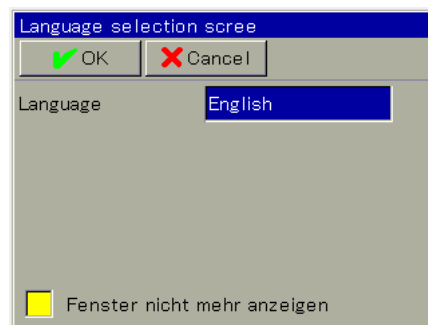 Language selection scree
OK Cancel
Language English
Fenster nicht mehr anzeigen